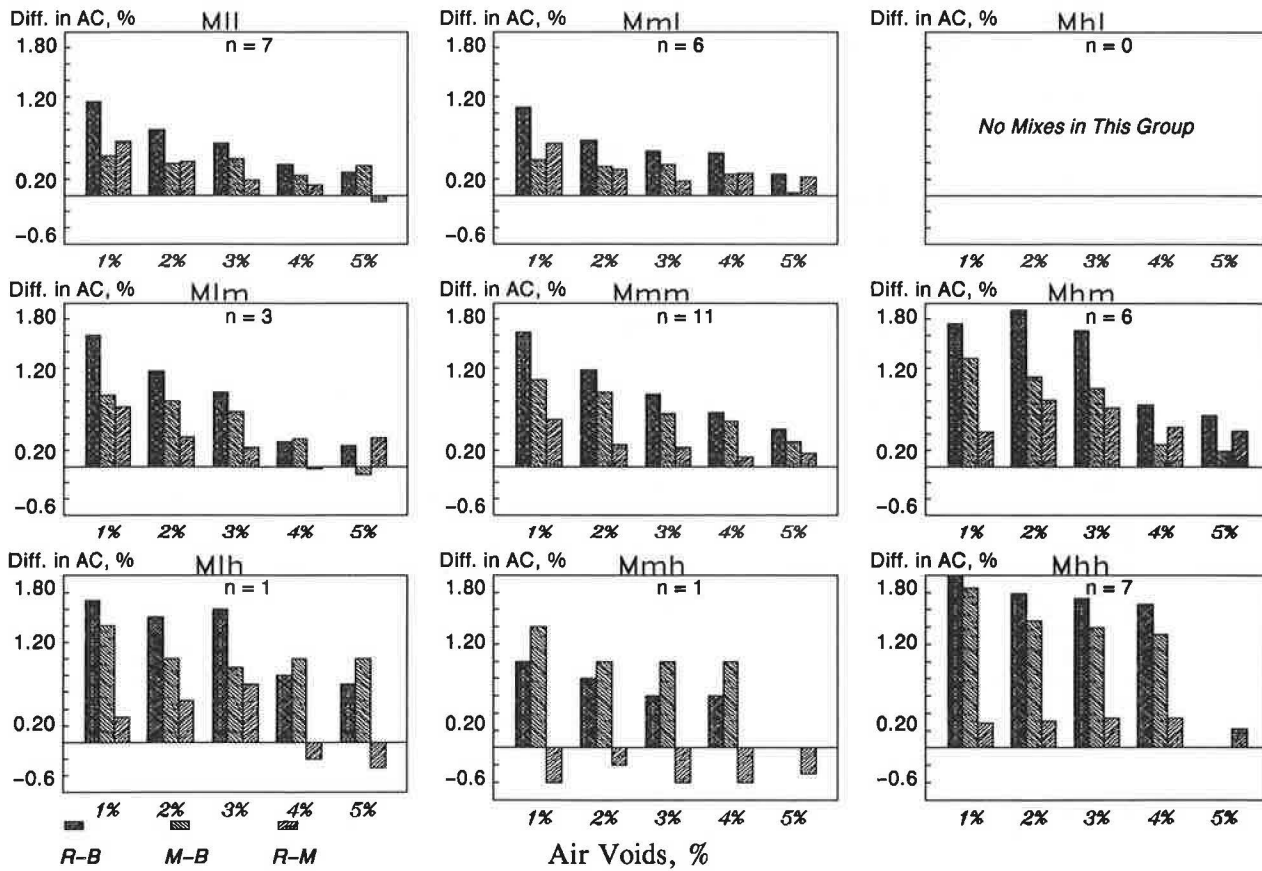 Diff. in AC, %
Mll
n = 7
1.80
1.20
0.20
−0.6
1% 2% 3% 4% 5%
Diff. in AC, %
Mml
n = 6
1.80
1.20
0.20
−0.6
1% 2% 3% 4% 5%
Diff. in AC, %
Mhl
n = 0
1.80
1.20
No Mixes in This Group
0.20
−0.6
1% 2% 3% 4% 5%
Diff. in AC, %
Mlm
n = 3
1.80
1.20
0.20
−0.6
1% 2% 3% 4% 5%
Diff. in AC, %
Mmm
n = 11
1.80
1.20
0.20
−0.6
1% 2% 3% 4% 5%
Diff. in AC, %
Mhm
n = 6
1.80
1.20
0.20
−0.6
1% 2% 3% 4% 5%
Diff. in AC, %
Mlh
n = 1
1.80
1.20
0.20
−0.6
1% 2% 3% 4% 5%
Diff. in AC, %
Mmh
n = 1
1.80
1.20
0.20
−0.6
1% 2% 3% 4% 5%
Diff. in AC, %
Mhh
n = 7
1.80
1.20
0.20
−0.6
1% 2% 3% 4% 5%
R−B M−B R−M
Air Voids, %